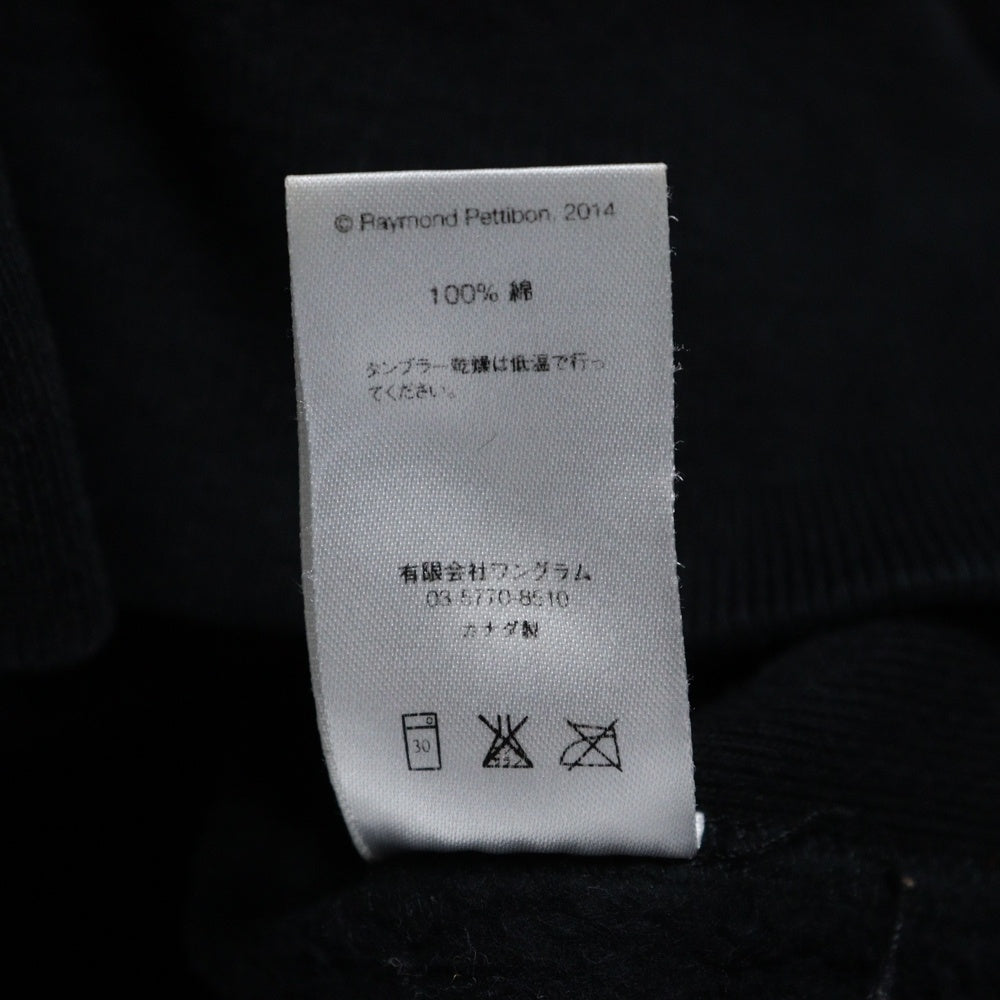 © Raymond Pettibon, 2014
100% 綿
タンブラー乾燥は低温で行っ
てください。
有限会社ワングラム
03-5770-8510
カナダ製
30